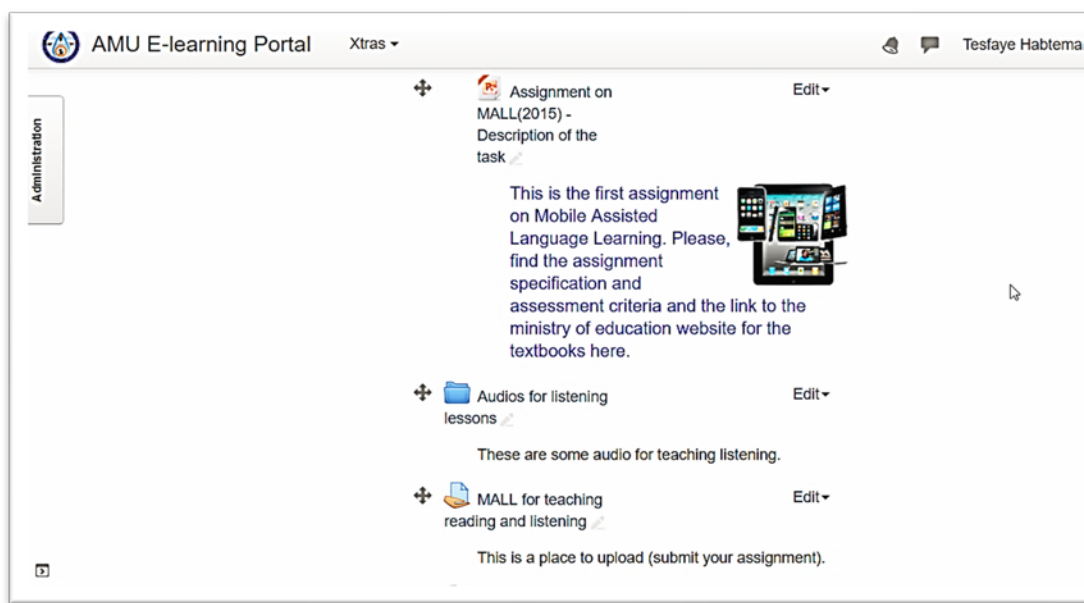 AMU E-learning Portal Xtras Tesfaye Habtema
Administration
Assignment on Edit
MALL(2015) -
Description of the
task
This is the first assignment
on Mobile Assisted
Language Learning. Please,
find the assignment
specification and
assessment criteria and the link to the
ministry of education website for the
textbooks here.
Audios for listening Edit
lessons
These are some audio for teaching listening.
MALL for teaching Edit
reading and listening
This is a place to upload (submit your assignment).